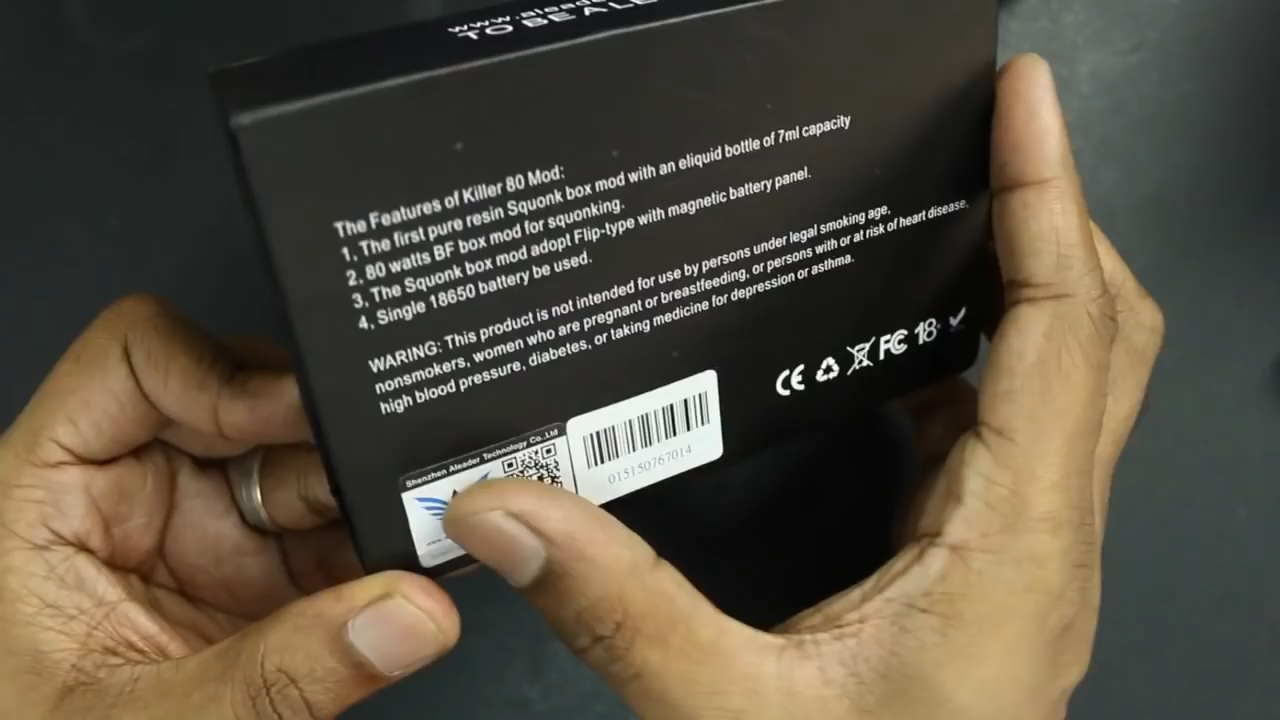 www.aleade
TO BE ALE
The Features of Killer 80 Mod:
1, The first pure resin Squonk box mod with an eliquid bottle of 7ml capacity
2, 80 watts BF box mod for squonking.
3, The Squonk box mod adopt Flip-type with magnetic battery panel.
4, Single 18650 battery be used.
WARING: This product is not intended for use by persons under legal smoking age,
nonsmokers, women who are pregnant or breastfeeding, or persons with or at risk of heart disease,
high blood pressure, diabetes, or taking medicine for depression or asthma.
CE FC 18+
Shenzhen Aleader Technology Co.,Ltd
015150767014